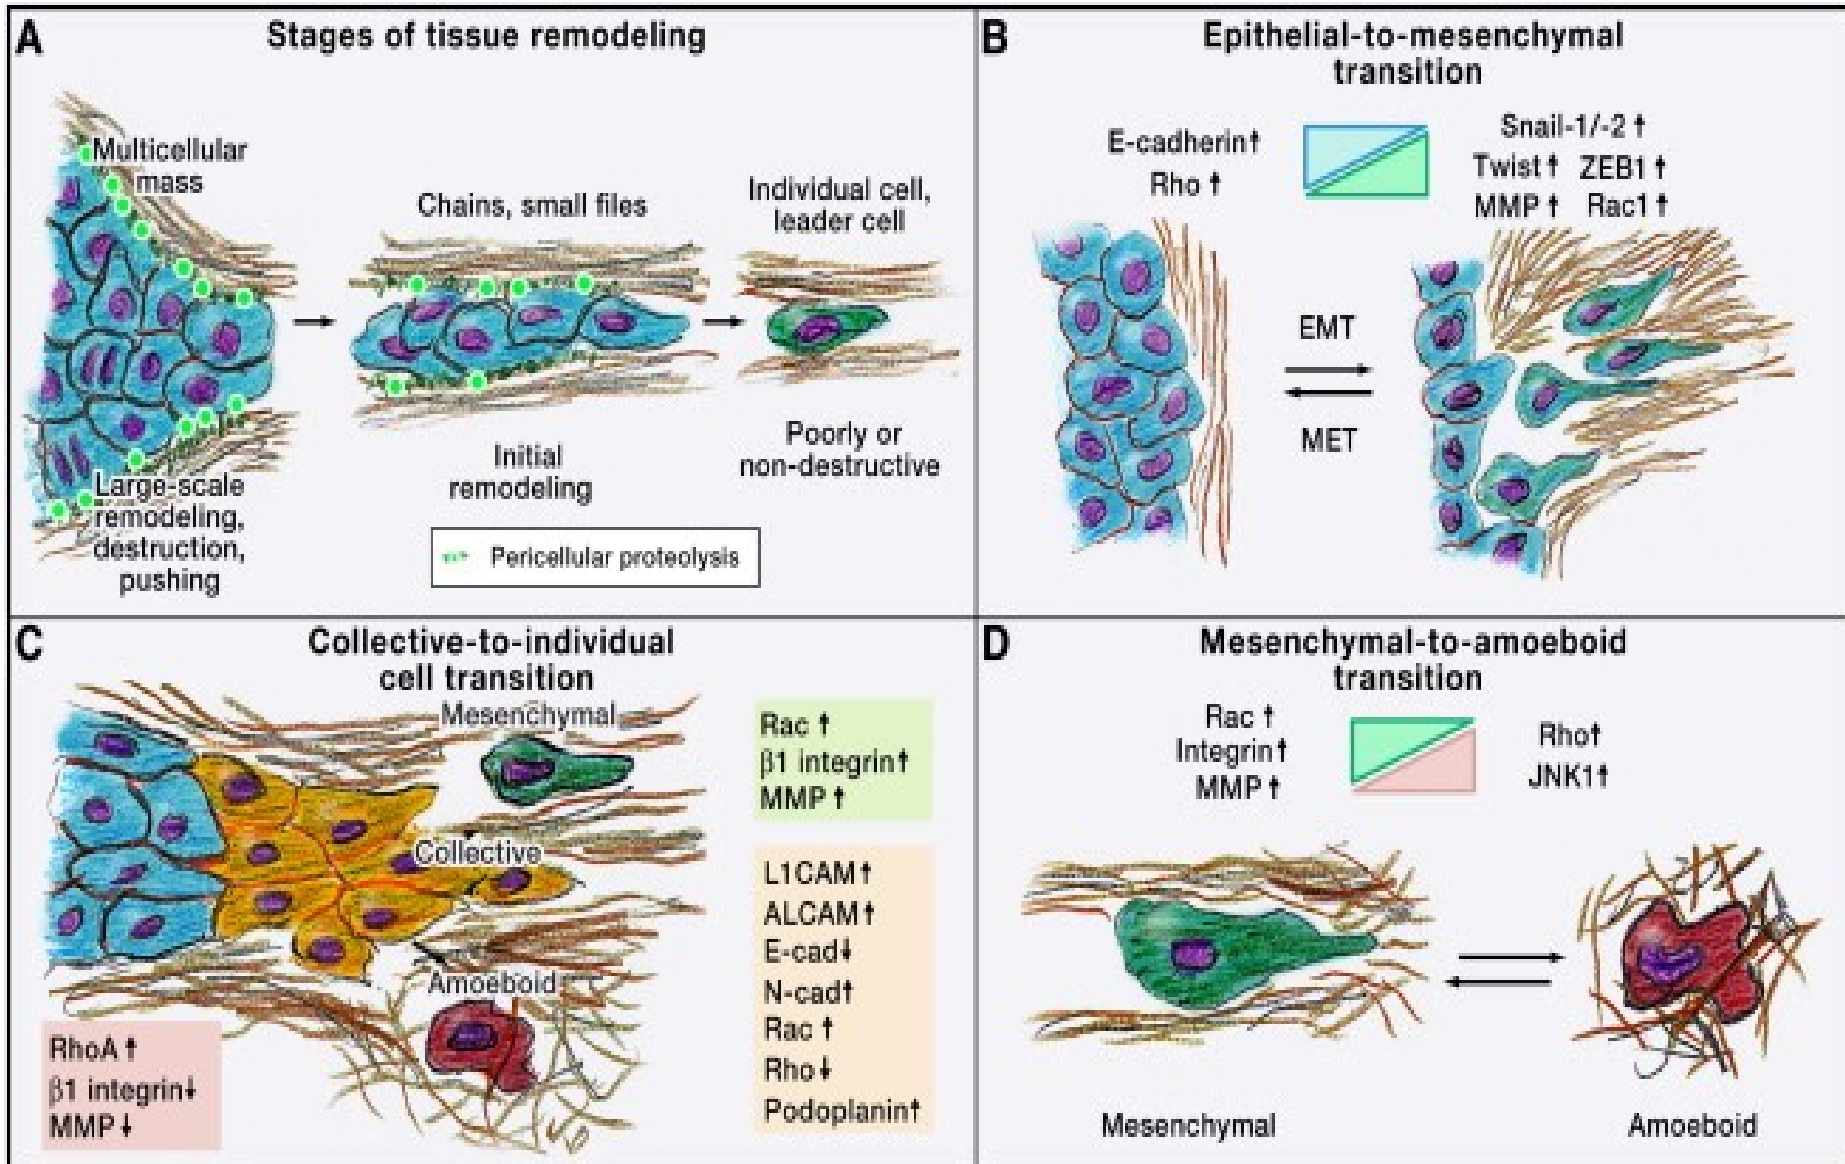 A
Stages of tissue remodeling
Multicellular
mass
Chains, small files
Individual cell,
leader cell
Large-scale
remodeling,
destruction,
pushing
Initial
remodeling
Poorly or
non-destructive
Pericellular proteolysis
B
Epithelial-to-mesenchymal
transition
E-cadherin↑
Rho ↑
Snail-1/-2 ↑
Twist ↑ ZEB1 ↑
MMP ↑ Rac1 ↑
EMT
MET
C
Collective-to-individual
cell transition
Mesenchymal
Collective
Amoeboid
Rac ↑
β1 integrin↑
MMP ↑
L1CAM↑
ALCAM↑
E-cad↓
N-cad↑
Rac ↑
Rho↓
Podoplanin↑
RhoA ↑
β1 integrin↓
MMP ↓
D
Mesenchymal-to-amoeboid
transition
Rac ↑
Integrin↑
MMP ↑
Rho↑
JNK1↑
Mesenchymal
Amoeboid